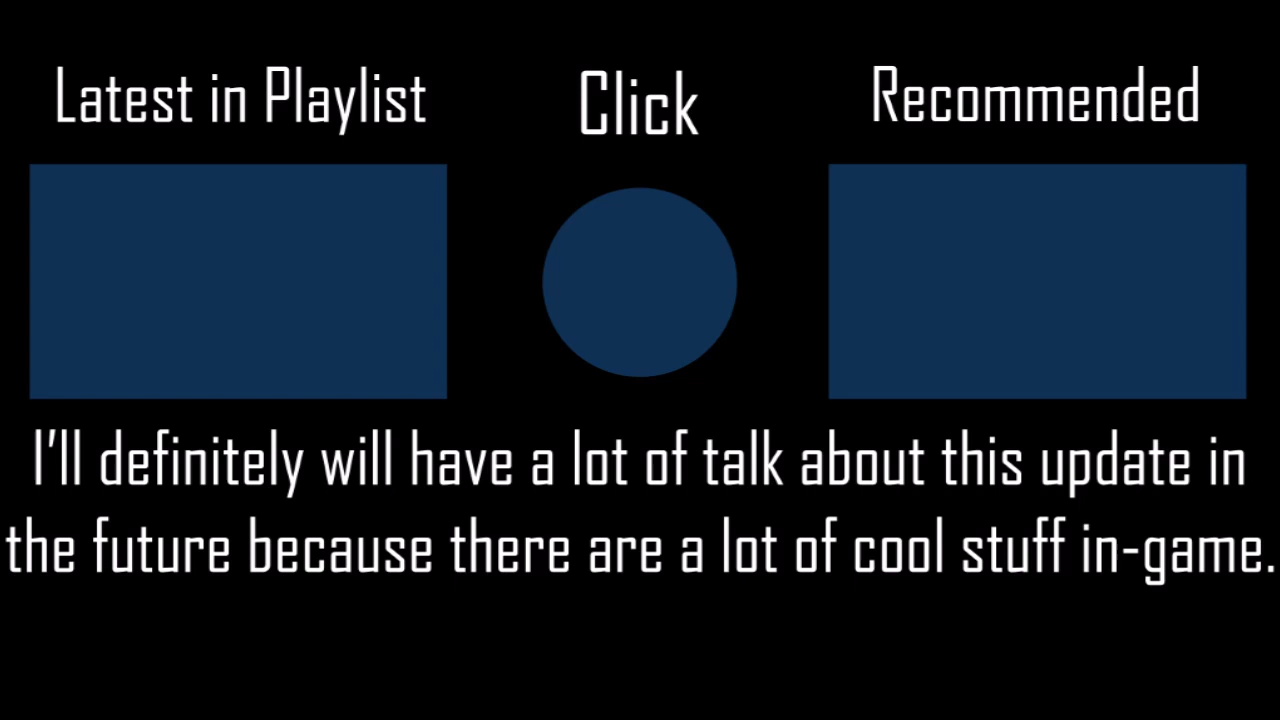 Latest in Playlist
Click
Recommended
I’ll definitely will have a lot of talk about this update in
the future because there are a lot of cool stuff in-game.